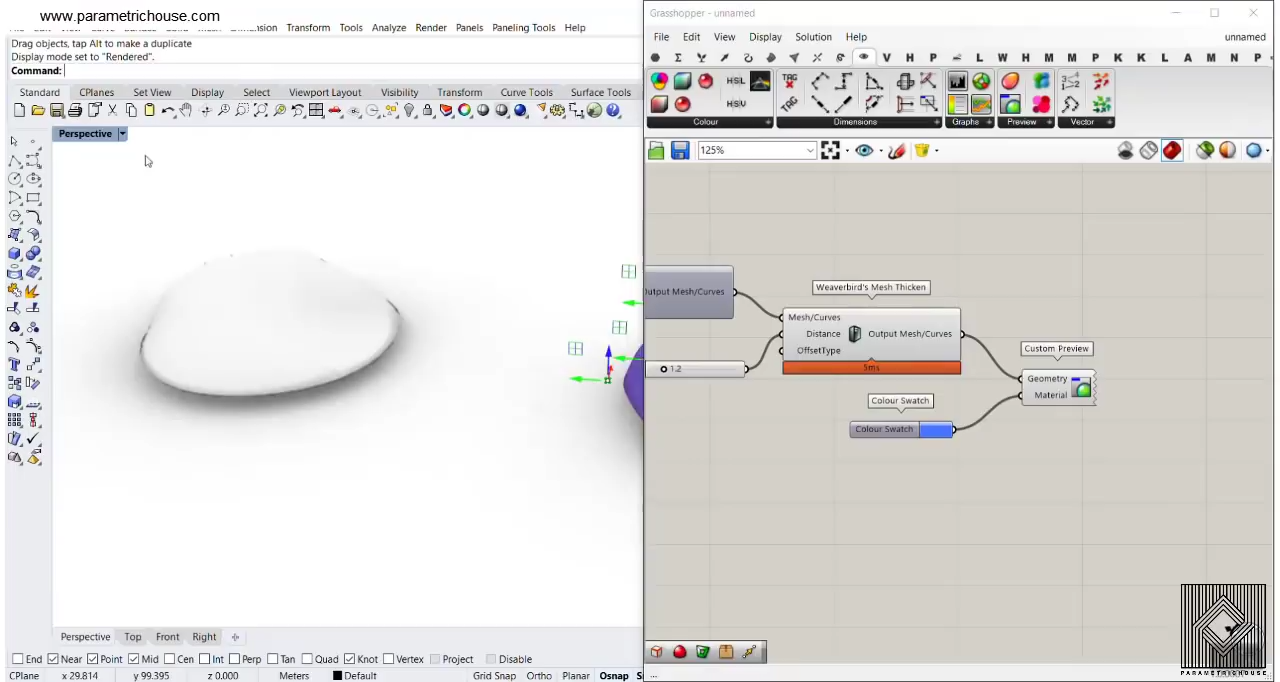 www.parametrichouse.com
Transform Tools Analyze Render Panels Paneling Tools Help
Drag objects, tap Alt to make a duplicate
Display mode set to "Rendered".
Command:
Standard CPlanes Set View Display Select Viewport Layout Visibility Transform Curve Tools Surface Tools
Perspective
Perspective Top Front Right
End Near Point Mid Cen Int Perp Tan Quad Knot Vertex Project Disable
CPlane x 29.814 y 99.395 z 0.000 Meters Default Grid Snap Ortho Planar Osnap
Grasshopper - unnamed
File Edit View Display Solution Help unnamed
V H P L W H M M P K K L A M N P
HSL
HSV
TAG
TAG
Colour Dimensions Graphs Preview Vector
125%
Weaverbird's Mesh Thicken
Output Mesh/Curves
Mesh/Curves
Distance Output Mesh/Curves
OffsetType
5ms
1.2
Custom Preview
Geometry
Material
Colour Swatch
Colour Swatch
PARAMETRICHOUSE